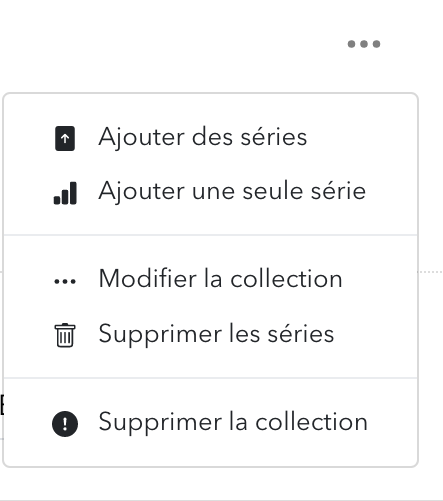 Ajouter des séries
Ajouter une seule série
Modifier la collection
Supprimer les séries
Supprimer la collection